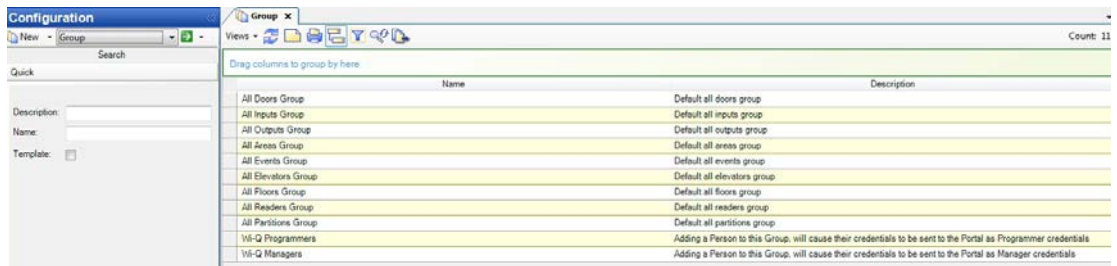 Configuration
New
Group
Search
Quick
Description:
Name:
Template:
Group
Views
Count: 11
Drag columns to group by here
Name Description
All Doors Group Default all doors group
All Inputs Group Default all inputs group
All Outputs Group Default all outputs group
All Areas Group Default all areas group
All Events Group Default all events group
All Elevators Group Default all elevators group
All Floors Group Default all floors group
All Readers Group Default all readers group
All Partitions Group Default all partitions group
Wi-Q Programmers Adding a Person to this Group, will cause their credentials to be sent to the Portal as Programmer credentials
Wi-Q Managers Adding a Person to this Group, will cause their credentials to be sent to the Portal as Manager credentials